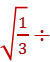 √(1/3) ÷